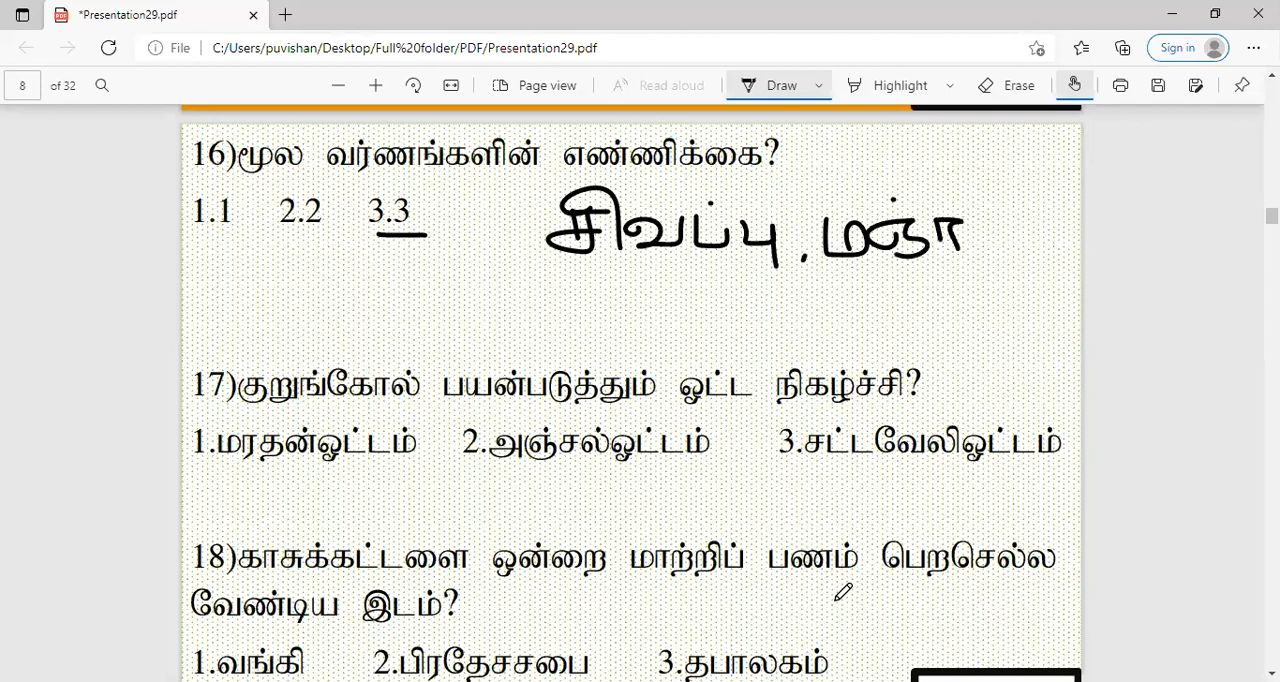 *Presentation29.pdf
File C:/Users/puvishan/Desktop/Full%20folder/PDF/Presentation29.pdf Sign in
8 of 32 Page view Read aloud Draw Highlight Erase
16)மூல வர்ணங்களின் எண்ணிக்கை?
1.1 2.2 3.3 சிவப்பு, மஞ்ா
17)குறுங்கோல் பயன்படுத்தும் ஓட்ட நிகழ்ச்சி?
1.மரதன்ஓட்டம் 2.அஞ்சல்ஓட்டம் 3.சட்டவேலிஓட்டம்
18)காசுக்கட்டளை ஒன்றை மாற்றிப் பணம் பெறசெல்ல
வேண்டிய இடம்?
1.வங்கி 2.பிரதேசசபை 3.தபாலகம்